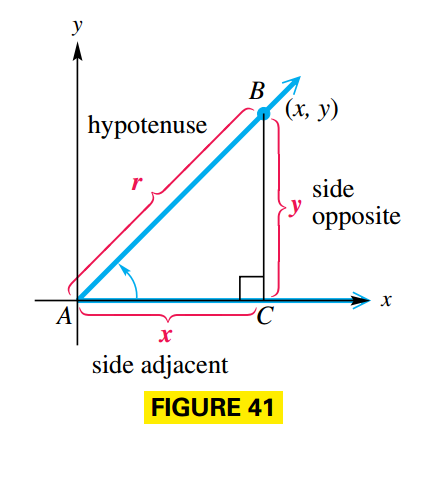 y
B
(x, y)
hypotenuse
r
side
y
opposite
x
A
C
x
side adjacent
FIGURE 41